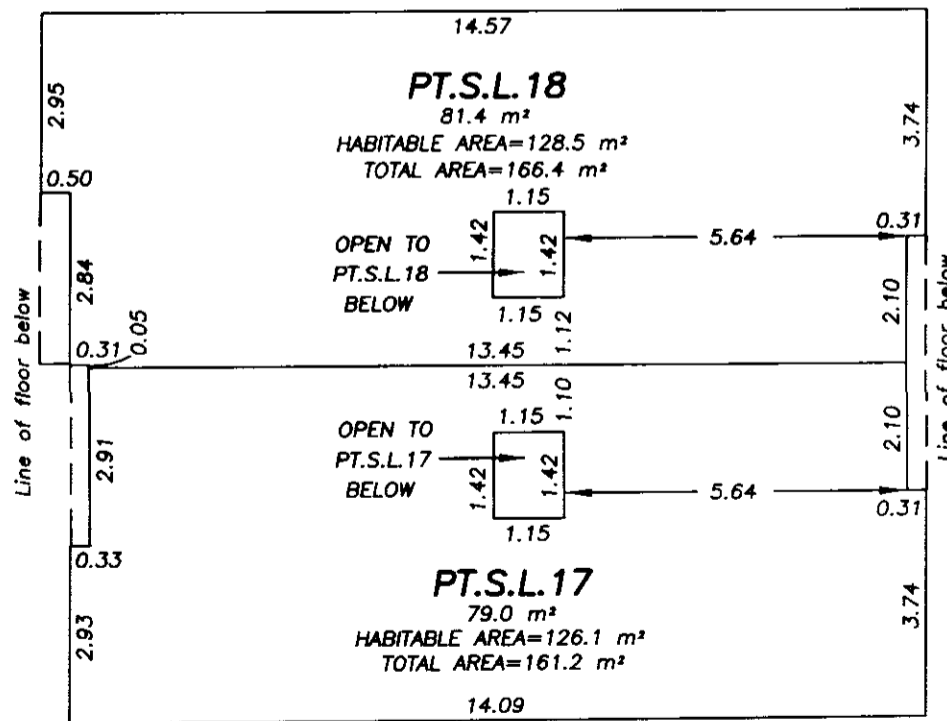 14.57
PT.S.L.18
81.4 m²
HABITABLE AREA=128.5 m²
TOTAL AREA=166.4 m²
2.95
3.74
0.50
1.15
0.31
OPEN TO
PT.S.L.18
BELOW
1.42
1.42
5.64
2.84
2.10
Line of floor below
Line of floor below
1.15
1.12
0.05
0.31
13.45
13.45
1.10
1.15
OPEN TO
PT.S.L.17
BELOW
1.42
1.42
5.64
2.91
2.10
0.31
1.15
0.33
PT.S.L.17
79.0 m²
HABITABLE AREA=126.1 m²
TOTAL AREA=161.2 m²
2.93
3.74
14.09